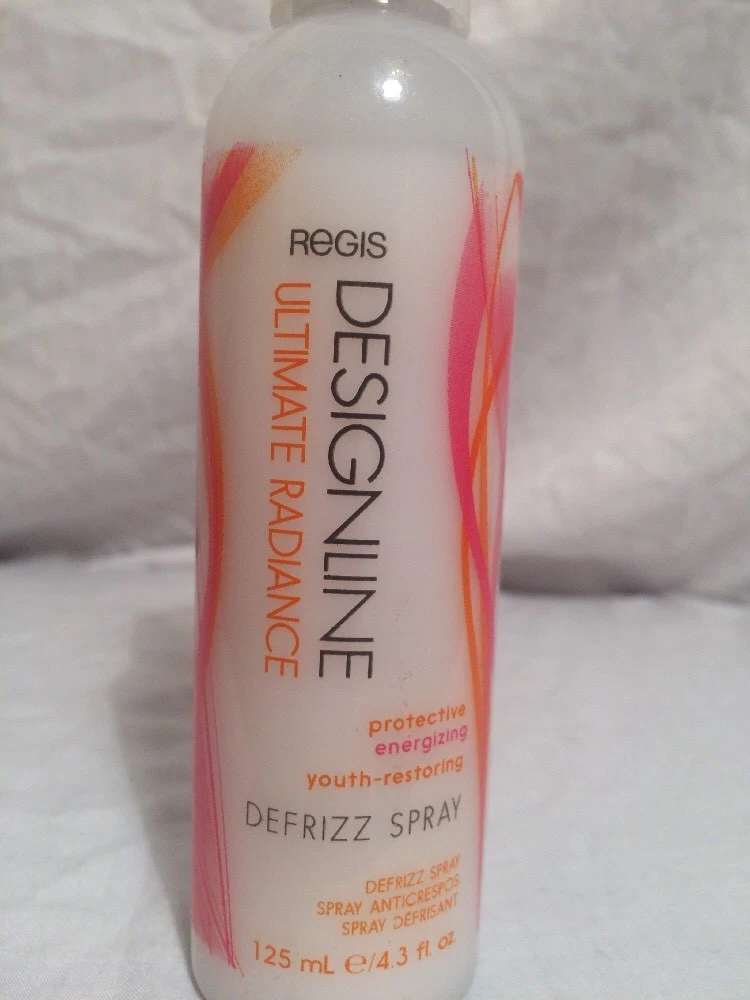 REGIS
DESIGNLINE
ULTIMATE RADIANCE
protective
energizing
youth-restoring
DEFRIZZ SPRAY
DEFRIZZ SPRAY
SPRAY ANTICRESPOS
SPRAY DÉFRISANT
125 mL e/4.3 fl. oz.